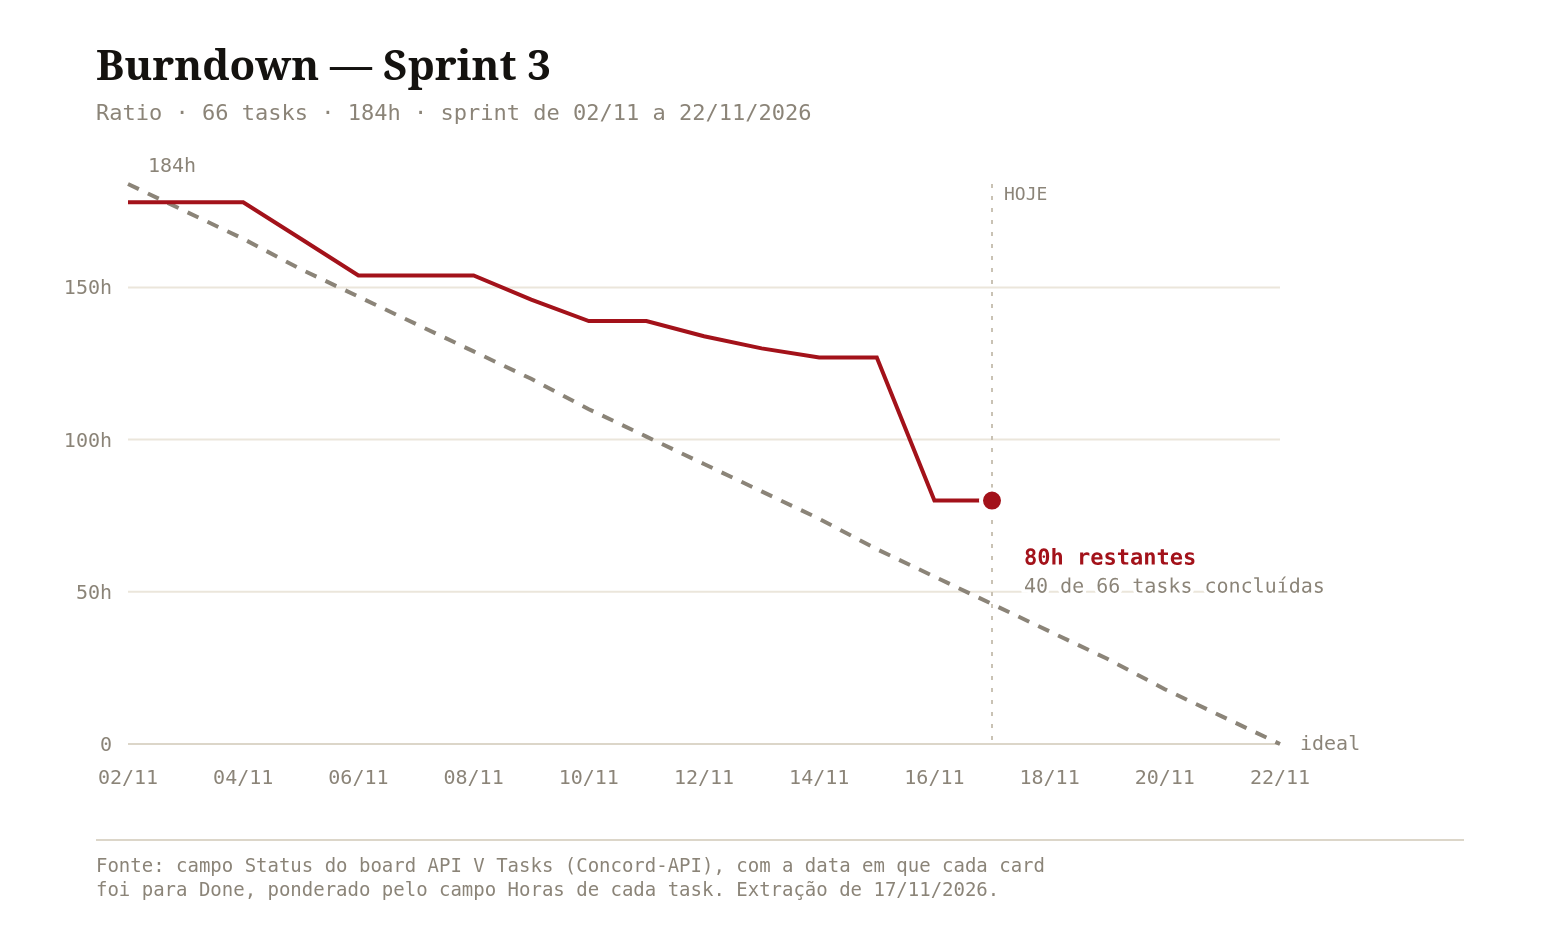 Burndown — Sprint 3
Ratio · 66 tasks · 184h · sprint de 02/11 a 22/11/2026
184h
HOJE
150h
100h
80h restantes
40 de 66 tasks concluídas
50h
0
ideal
02/11 04/11 06/11 08/11 10/11 12/11 14/11 16/11 18/11 20/11 22/11
Fonte: campo Status do board API V Tasks (Concord-API), com a data em que cada card
foi para Done, ponderado pelo campo Horas de cada task. Extração de 17/11/2026.